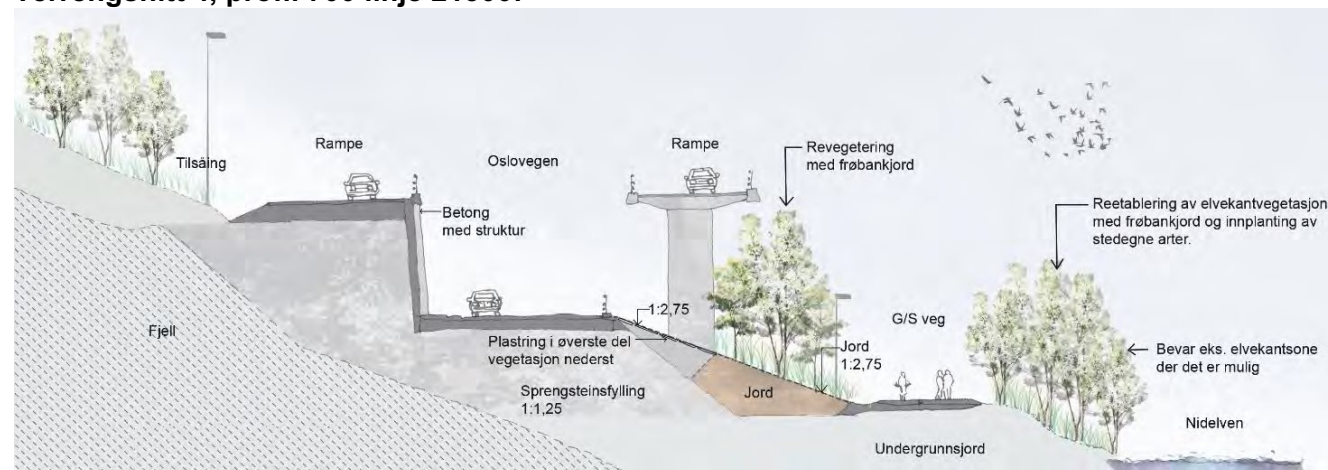 Tilsåing
Rampe
Oslovegen
Rampe
Revegetering
med frøbankjord
Reetablering av elvekantvegetasjon
med frøbankjord og innplanting av
stedegne arter.
Betong
med struktur
1:2,75
Plastring i øverste del
vegetasjon nederst
Jord
1:2,75
G/S veg
Bevar eks. elvekantsone
der det er mulig
Fjell
Sprengsteinsfylling
1:1,25
Jord
Undergrunnsjord
Nidelven